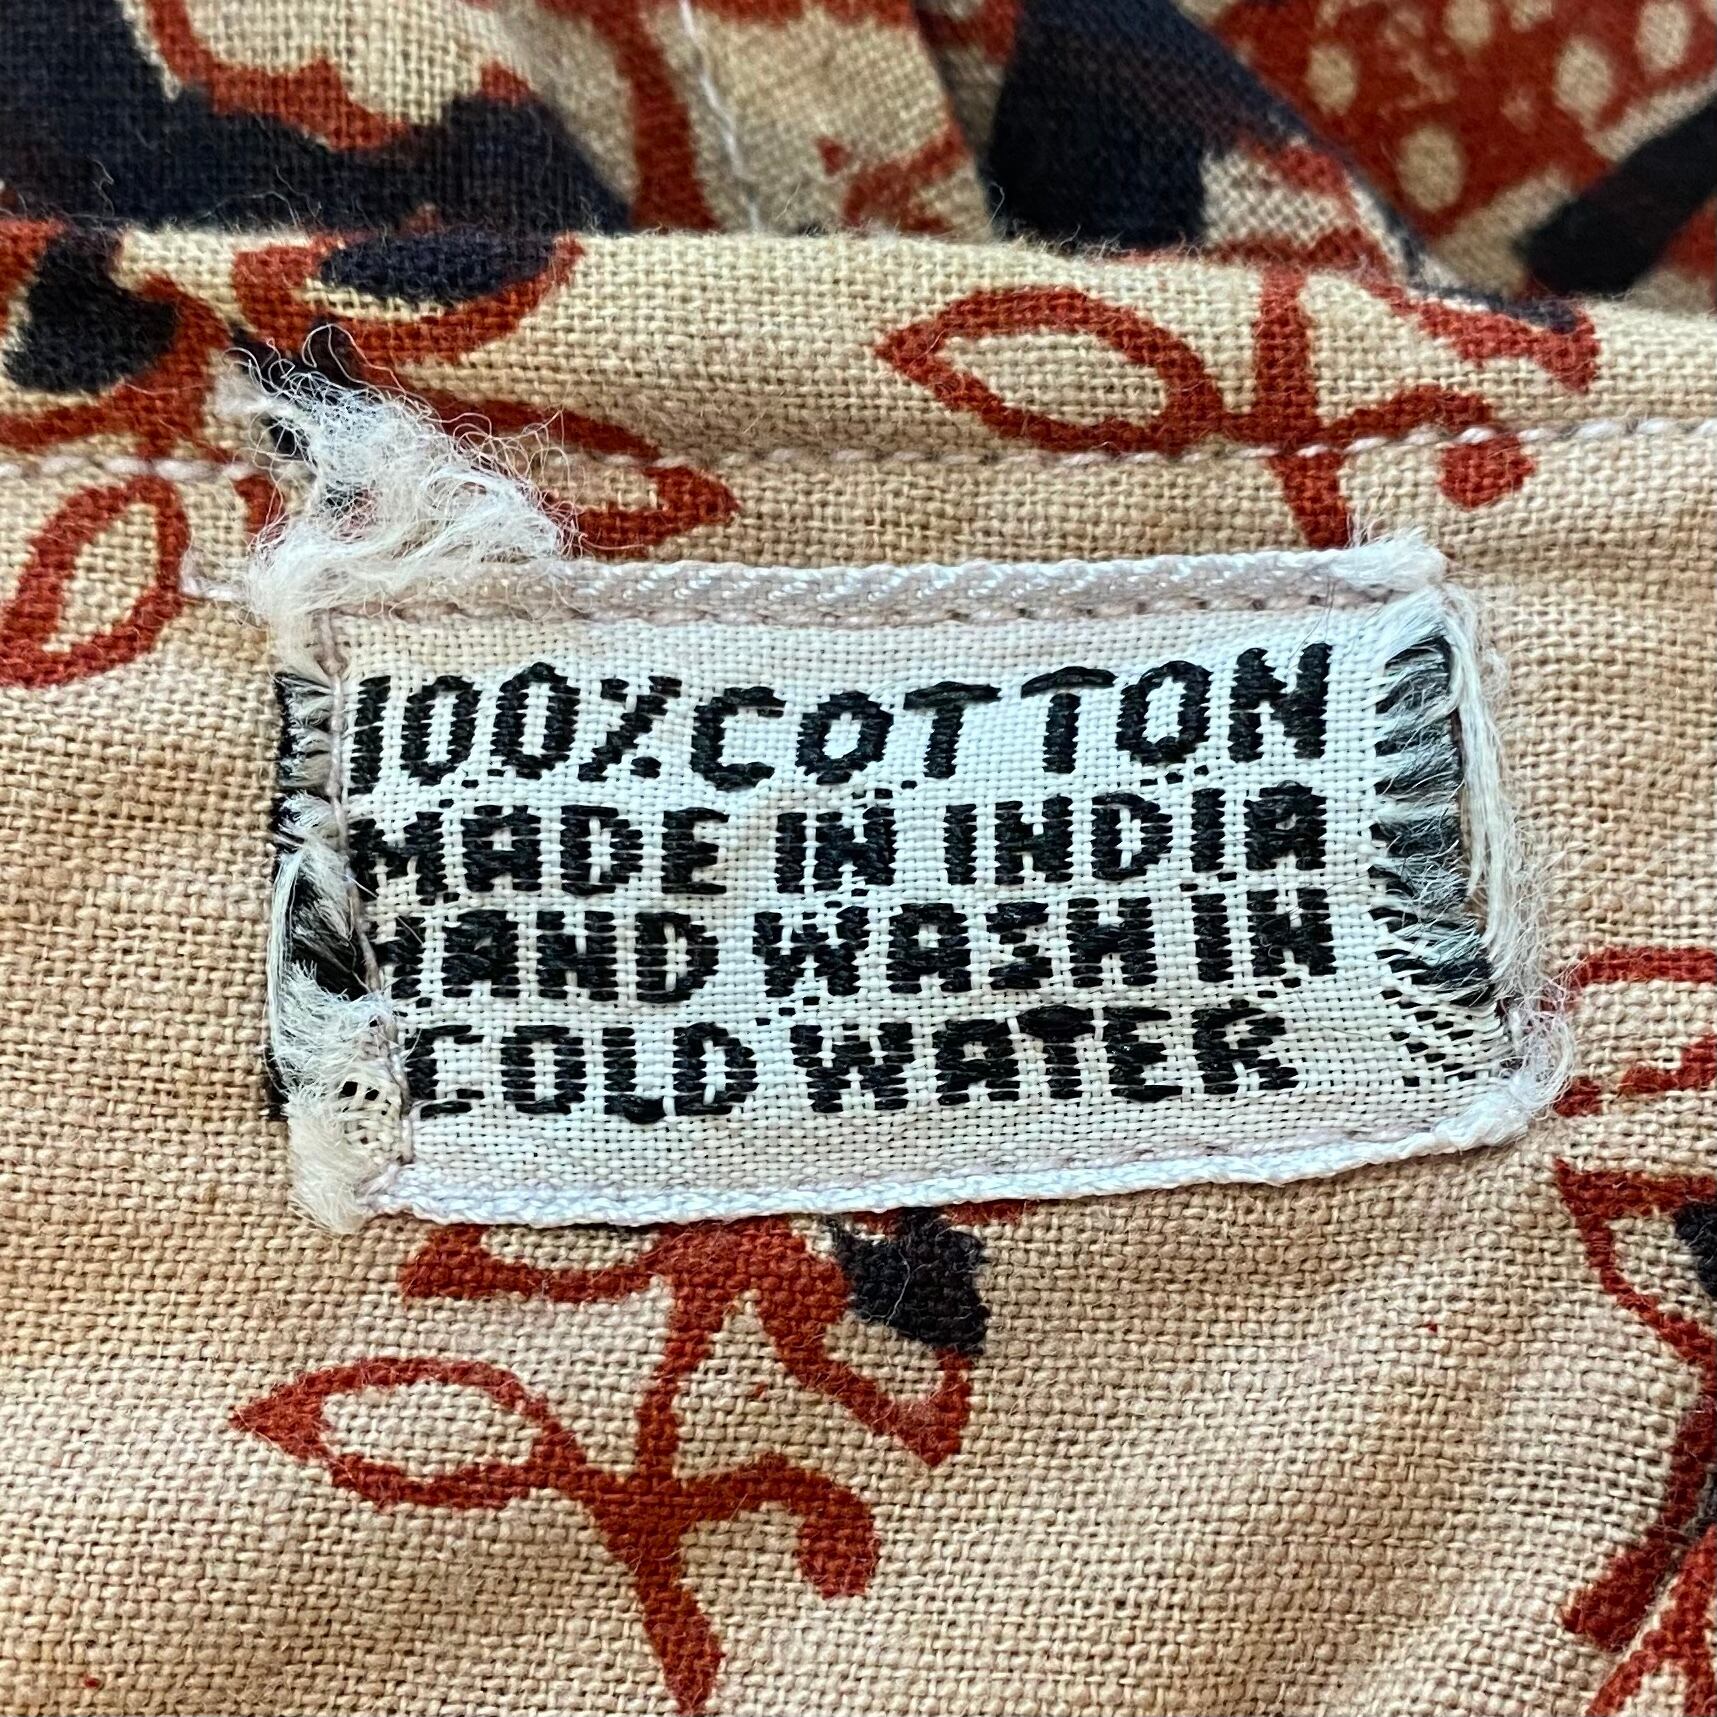 100% COTTON
MADE IN INDIA
HAND WASH IN
COLD WATER